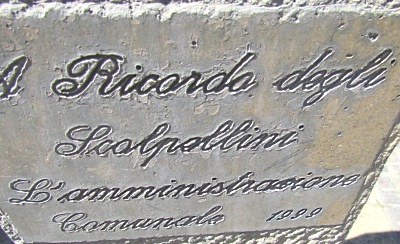 A Ricordo degli
Scalpellini
L'amministrazione
Comunale 1999